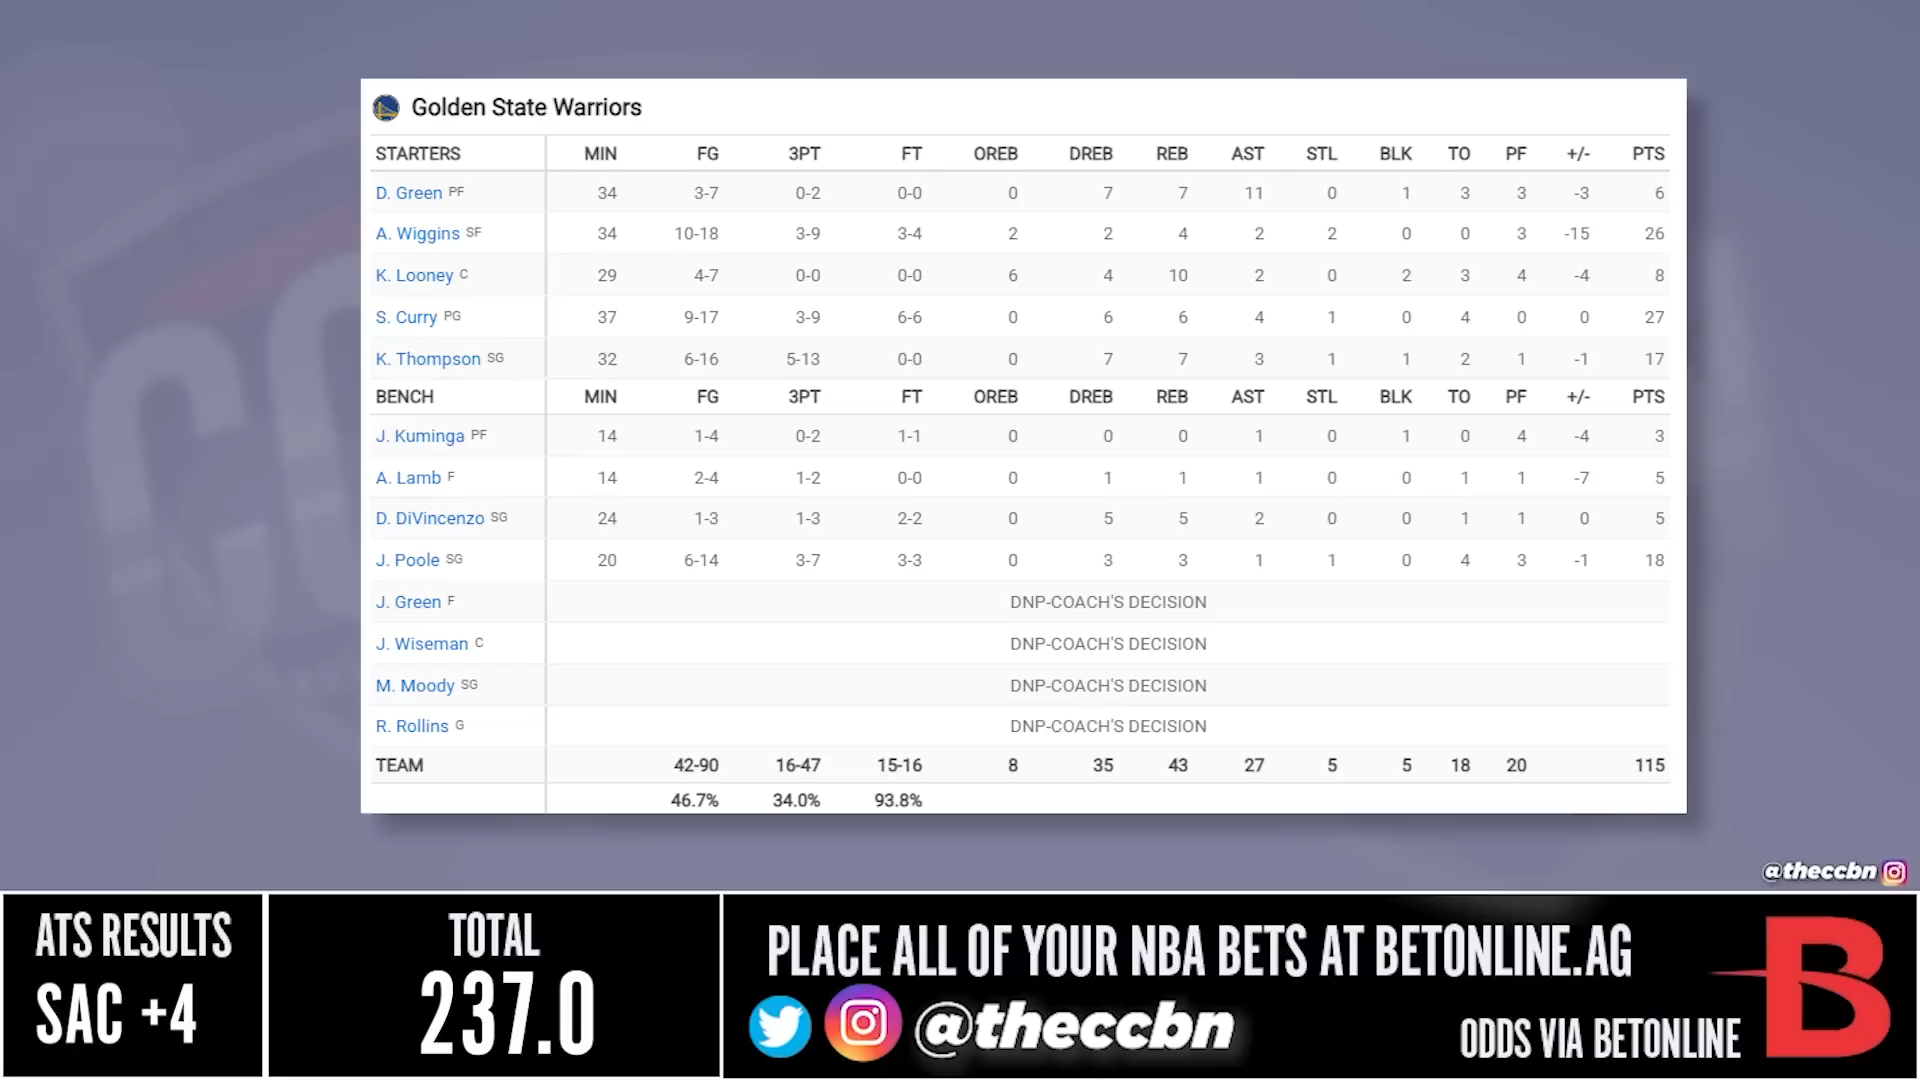 Golden State Warriors
STARTERS MIN FG 3PT FT OREB DREB REB AST STL BLK TO PF +/- PTS
D. Green PF 34 3-7 0-2 0-0 0 7 7 11 0 1 3 3 -3 6
A. Wiggins SF 34 10-18 3-9 3-4 2 2 4 2 2 0 0 3 -15 26
K. Looney C 29 4-7 0-0 0-0 6 4 10 2 0 2 3 4 -4 8
S. Curry PG 37 9-17 3-9 6-6 0 6 6 4 1 0 4 0 0 27
K. Thompson SG 32 6-16 5-13 0-0 0 7 7 3 1 1 2 1 -1 17
BENCH MIN FG 3PT FT OREB DREB REB AST STL BLK TO PF +/- PTS
J. Kuminga PF 14 1-4 0-2 1-1 0 0 0 1 0 1 0 4 -4 3
A. Lamb F 14 2-4 1-2 0-0 0 1 1 1 0 0 1 1 -7 5
D. DiVincenzo SG 24 1-3 1-3 2-2 0 5 5 2 0 0 1 1 0 5
J. Poole SG 20 6-14 3-7 3-3 0 3 3 1 1 0 4 3 -1 18
J. Green F DNP-COACH'S DECISION
J. Wiseman C DNP-COACH'S DECISION
M. Moody SG DNP-COACH'S DECISION
R. Rollins G DNP-COACH'S DECISION
TEAM 42-90 16-47 15-16 8 35 43 27 5 5 18 20 115
46.7% 34.0% 93.8%
@theccbn
ATS RESULTS
SAC +4
TOTAL
237.0
PLACE ALL OF YOUR NBA BETS AT BETONLINE.AG
@theccbn
ODDS VIA BETONLINE
B